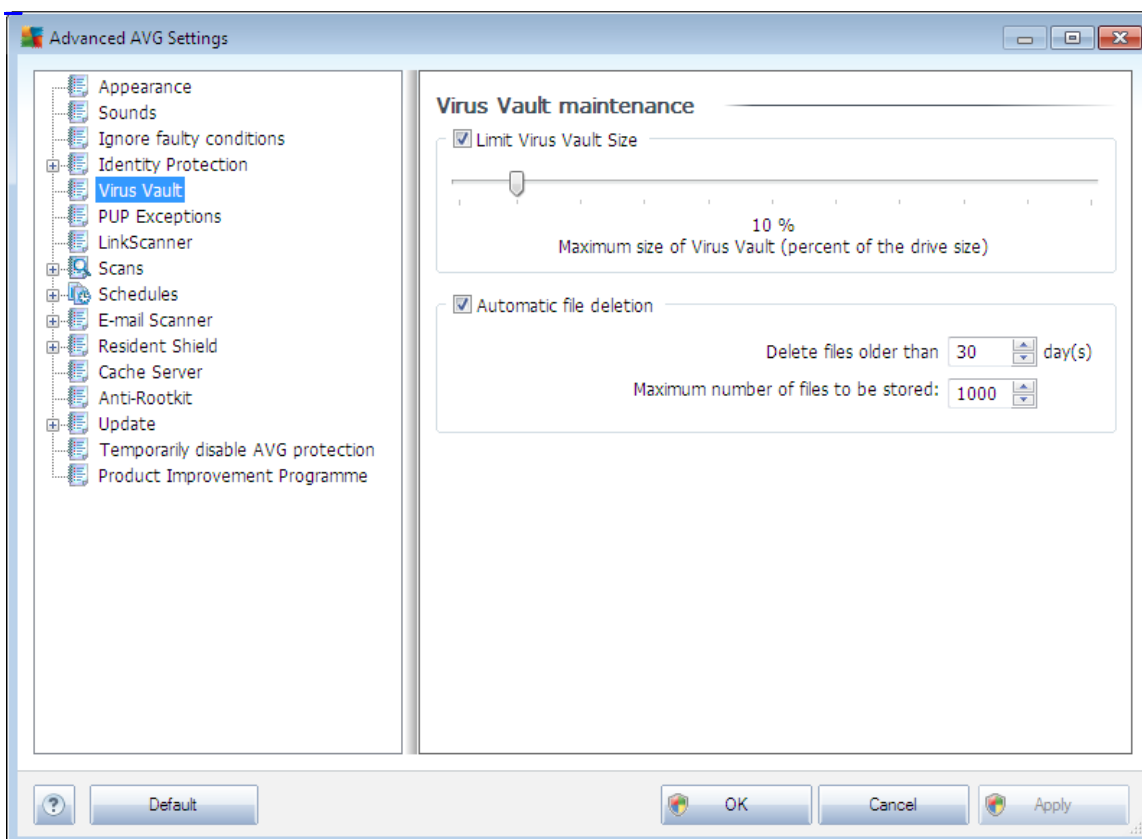 Advanced AVG Settings
Appearance
Sounds
Ignore faulty conditions
Identity Protection
Virus Vault
PUP Exceptions
LinkScanner
Scans
Schedules
E-mail Scanner
Resident Shield
Cache Server
Anti-Rootkit
Update
Temporarily disable AVG protection
Product Improvement Programme
Virus Vault maintenance
Limit Virus Vault Size
10 %
Maximum size of Virus Vault (percent of the drive size)
Automatic file deletion
Delete files older than 30 day(s)
Maximum number of files to be stored: 1000
? Default OK Cancel Apply